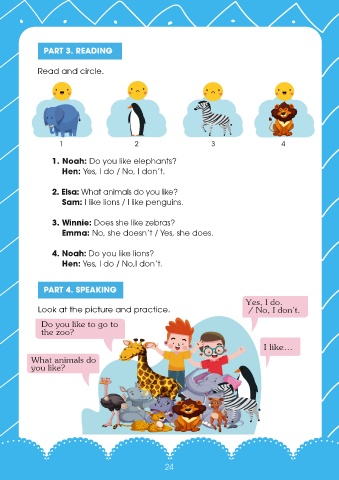 PART 3. READING
Read and circle.
1 2 3 4
1. Noah: Do you like elephants?
Hen: Yes, I do / No, I don't.
2. Elsa: What animals do you like?
Sam: I like lions / I like penguins.
3. Winnie: Does she like zebras?
Emma: No, she doesn't / Yes, she does.
4. Noah: Do you like lions?
Hen: Yes, I do / No,I don't.
PART 4. SPEAKING
Look at the picture and practice.
Yes, I do.
/ No, I don't.
Do you like to go to
the zoo?
I like...
What animals do
you like?
24